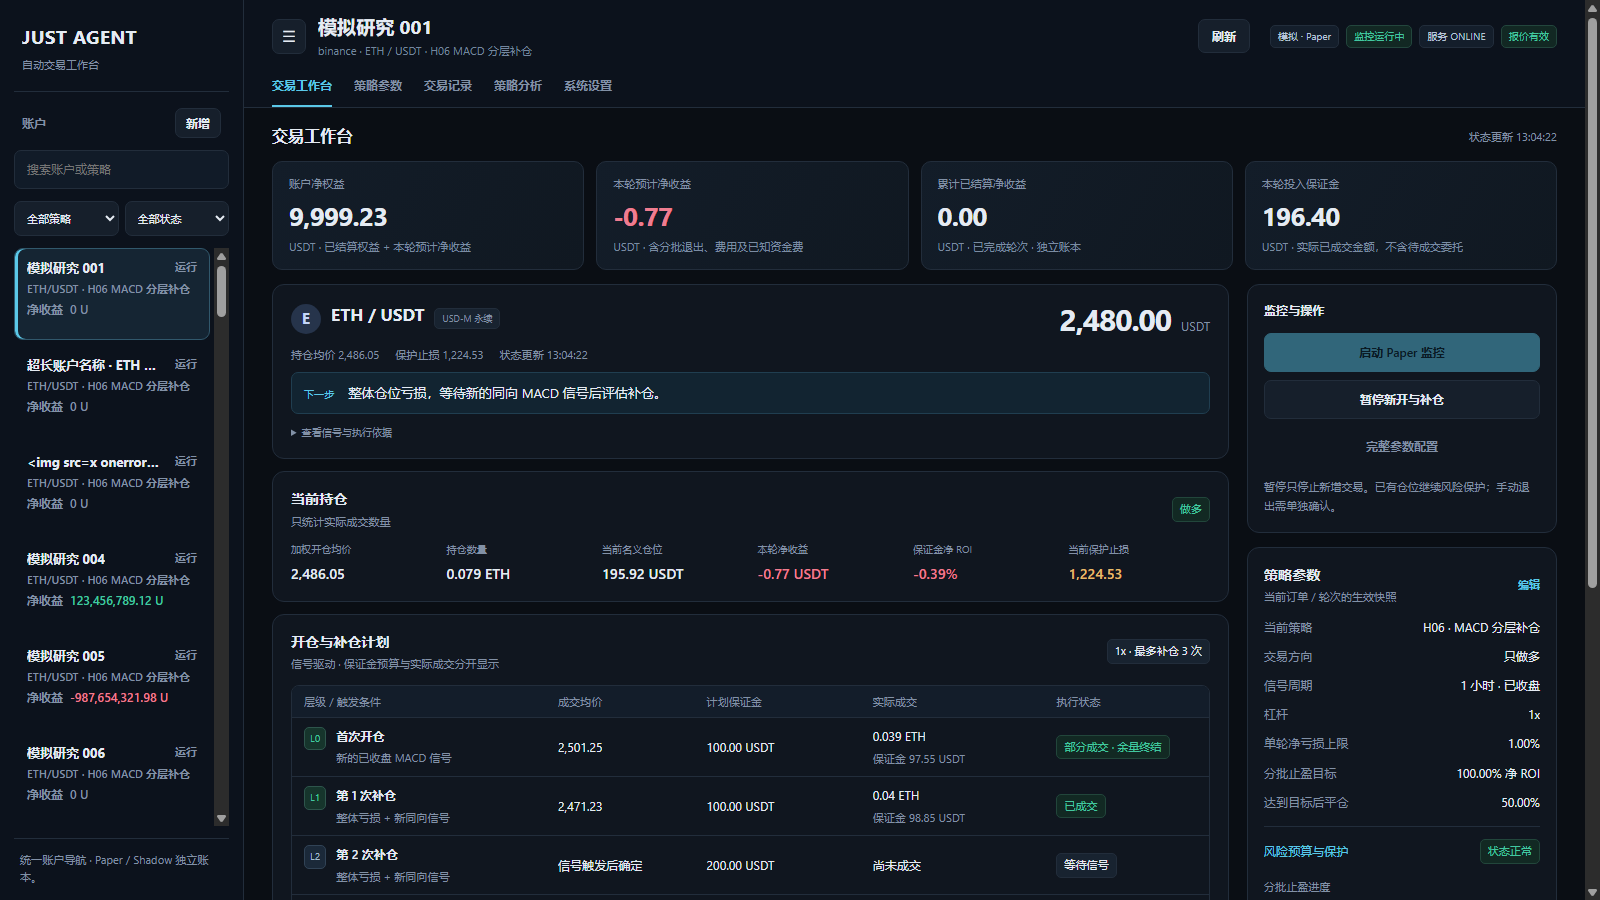 JUST AGENT
自动交易工作台
账户
新增
搜索账户或策略
全部策略
全部状态
模拟研究 001
运行
ETH/USDT · H06 MACD 分层补仓
净收益 0 U
超长账户名称 · ETH ...
运行
ETH/USDT · H06 MACD 分层补仓
净收益 0 U
<img src=x onerror...
运行
ETH/USDT · H06 MACD 分层补仓
净收益 0 U
模拟研究 004
运行
ETH/USDT · H06 MACD 分层补仓
净收益 123,456,789.12 U
模拟研究 005
运行
ETH/USDT · H06 MACD 分层补仓
净收益 -987,654,321.98 U
模拟研究 006
运行
ETH/USDT · H06 MACD 分层补仓
净收益 0 U
统一账户导航 · Paper / Shadow 独立账
本。
模拟研究 001
binance · ETH / USDT · H06 MACD 分层补仓
刷新
模拟 · Paper
监控运行中
服务 ONLINE
报价有效
交易工作台
策略参数
交易记录
策略分析
系统设置
交易工作台
状态更新 13:04:22
账户净权益
9,999.23
USDT · 已结算权益 + 本轮预计净收益
本轮预计净收益
-0.77
USDT · 含分批退出、费用及已知资金费
累计已结算净收益
0.00
USDT · 已完成轮次 · 独立账本
本轮投入保证金
196.40
USDT · 实际已成交金额，不含待成交委托
E
ETH / USDT
USD-M 永续
2,480.00 USDT
持仓均价 2,486.05
保护止损 1,224.53
状态更新 13:04:22
下一步 整体仓位亏损，等待新的同向 MACD 信号后评估补仓。
查看信号与执行依据
当前持仓
只统计实际成交数量
做多
加权开仓均价
持仓数量
当前名义仓位
本轮净收益
保证金净 ROI
当前保护止损
2,486.05
0.079 ETH
195.92 USDT
-0.77 USDT
-0.39%
1,224.53
开仓与补仓计划
信号驱动 · 保证金预算与实际成交分开显示
1x · 最多补仓 3 次
层级 / 触发条件
成交均价
计划保证金
实际成交
执行状态
L0
首次开仓
新的已收盘 MACD 信号
2,501.25
100.00 USDT
0.039 ETH
保证金 97.55 USDT
部分成交 · 余量终结
L1
第 1 次补仓
整体亏损 + 新同向信号
2,471.23
100.00 USDT
0.04 ETH
保证金 98.85 USDT
已成交
L2
第 2 次补仓
整体亏损 + 新同向信号
信号触发后确定
200.00 USDT
尚未成交
等待信号
监控与操作
启动 Paper 监控
暂停新开与补仓
完整参数配置
暂停只停止新增交易。已有仓位继续风险保护；手动退
出需单独确认。
策略参数
当前订单 / 轮次的生效快照
编辑
当前策略
H06 · MACD 分层补仓
交易方向
只做多
信号周期
1 小时 · 已收盘
杠杆
1x
单轮净亏损上限
1.00%
分批止盈目标
100.00% 净 ROI
达到目标后平仓
50.00%
风险预算与保护
状态正常
分批止盈进度